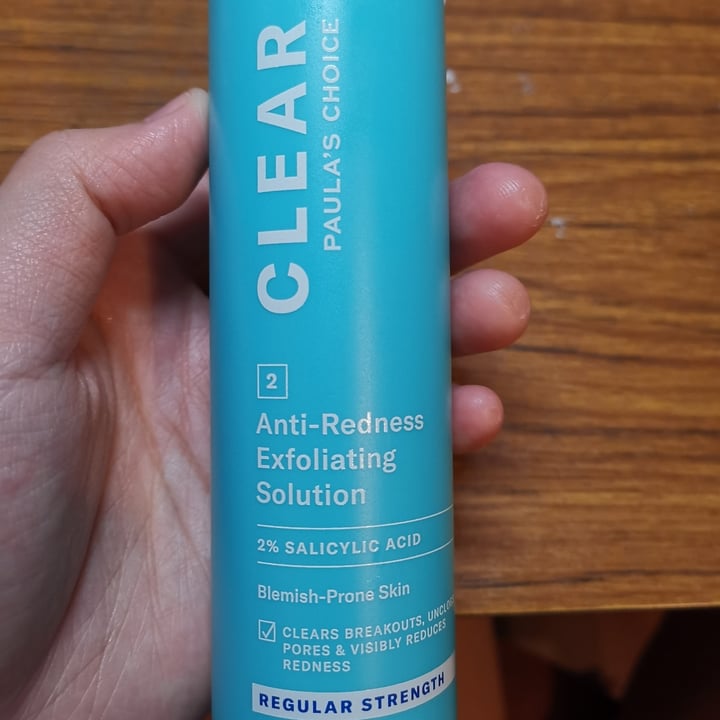 CLEAR
PAULA'S CHOICE
2
Anti-Redness
Exfoliating
Solution
2% SALICYLIC ACID
Blemish-Prone Skin
CLEARS BREAKOUTS,
PORES & VISIBLY REDUCES
REDNESS
REGULAR STRENGTH